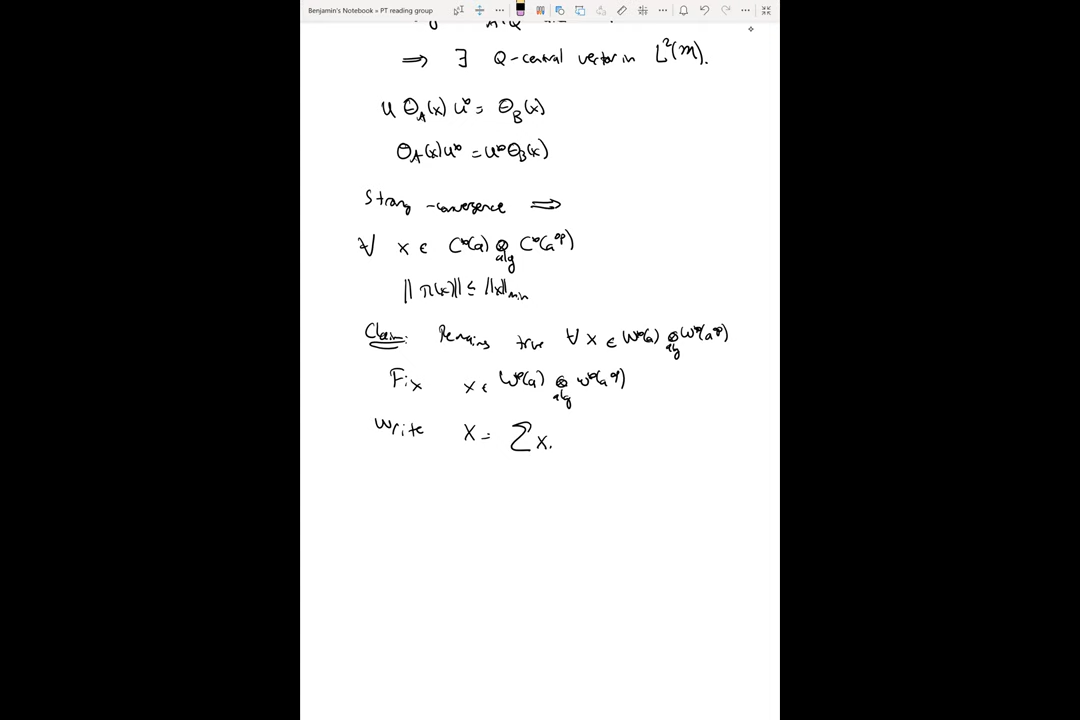 Benjamin's Notebook » PT reading group
⟹ ∃ Q-central vector in L²(M).
u Θ_A(x) u* = Θ_B(x)
Θ_A(x)u* = u*Θ_B(x)
Strong-convergence ⟹
∀ x ∈ C*(a) ⊗_alg C*(a^op)
||π(x)|| ≤ ||x||_min
Claim: Remains true ∀ x ∈ W*(a) ⊗_alg W*(a^op)
Fix x ∈ W*(a) ⊗_alg W*(a^op)
Write X = ∑ x.